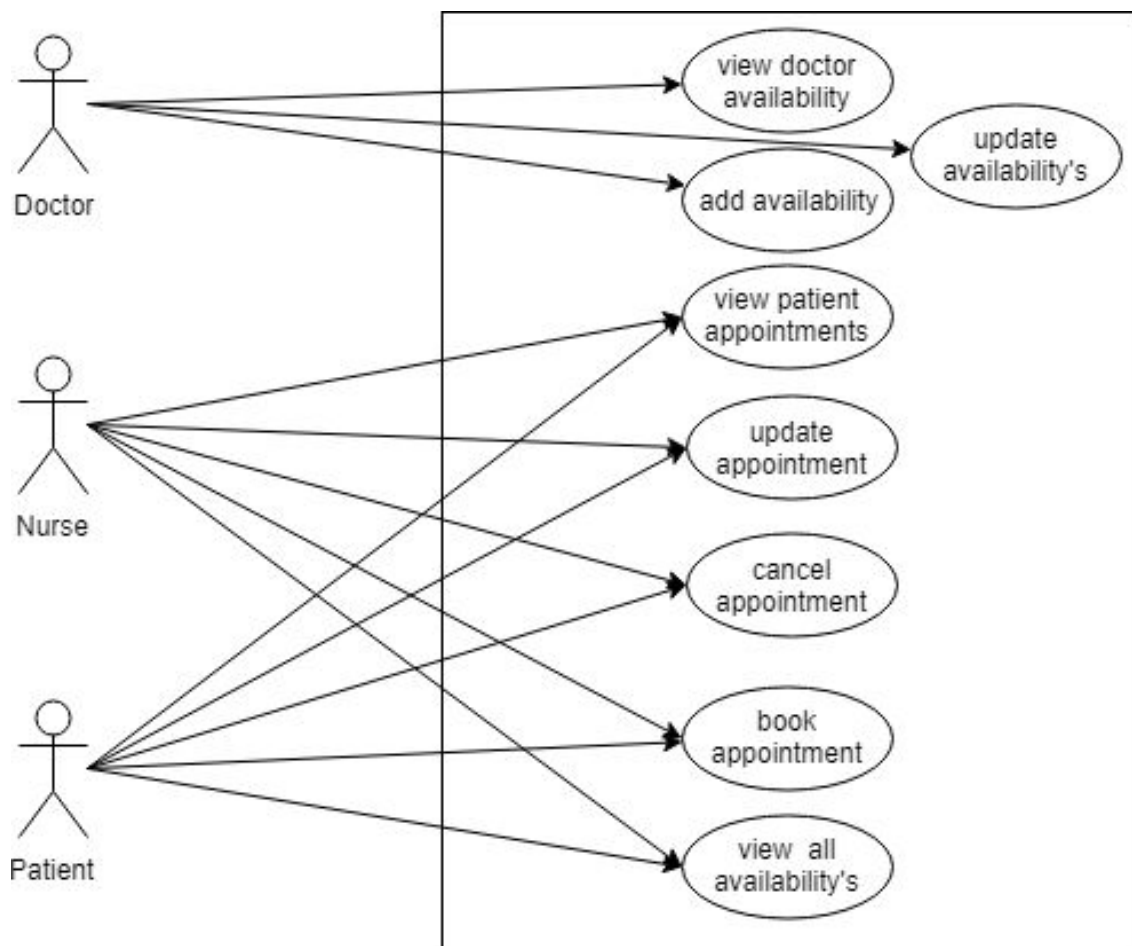 view doctor
availability
update
availability's
Doctor
add availability
view patient
appointments
Nurse
update
appointment
cancel
appointment
book
appointment
Patient
view  all
availability's